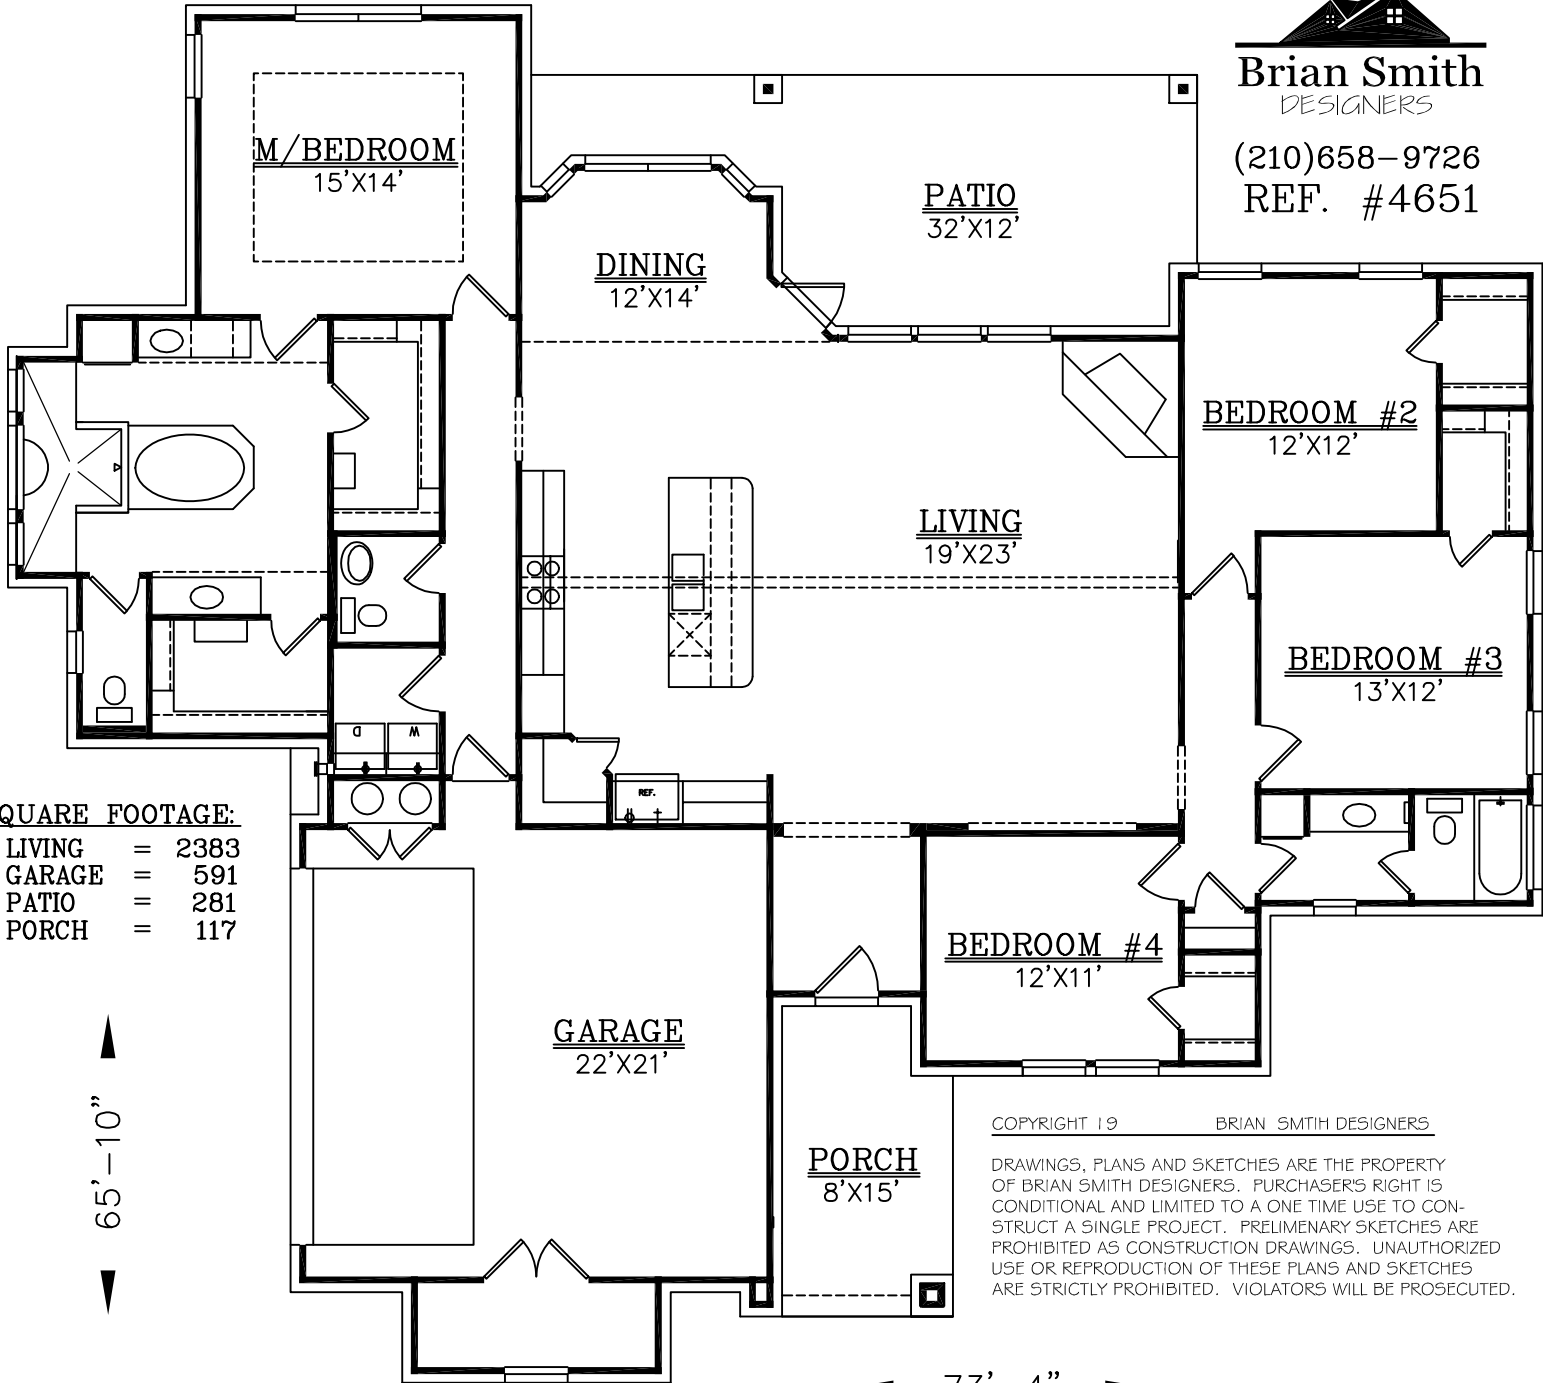 Brian Smith
DESIGNERS
(210)658-9726
REF. #4651
M/BEDROOM
15'X14'
PATIO
32'X12'
DINING
12'X14'
BEDROOM #2
12'X12'
LIVING
19'X23'
BEDROOM #3
13'X12'
D
W
REF.
QUARE FOOTAGE:
LIVING = 2383
GARAGE = 591
PATIO = 281
PORCH = 117
BEDROOM #4
12'X11'
GARAGE
22'X21'
65'-10"
PORCH
8'X15'
COPYRIGHT 19 BRIAN SMTIH DESIGNERS
DRAWINGS, PLANS AND SKETCHES ARE THE PROPERTY
OF BRIAN SMITH DESIGNERS. PURCHASER'S RIGHT IS
CONDITIONAL AND LIMITED TO A ONE TIME USE TO CON-
STRUCT A SINGLE PROJECT. PRELIMENARY SKETCHES ARE
PROHIBITED AS CONSTRUCTION DRAWINGS. UNAUTHORIZED
USE OR REPRODUCTION OF THESE PLANS AND SKETCHES
ARE STRICTLY PROHIBITED. VIOLATORS WILL BE PROSECUTED.
77'-4"